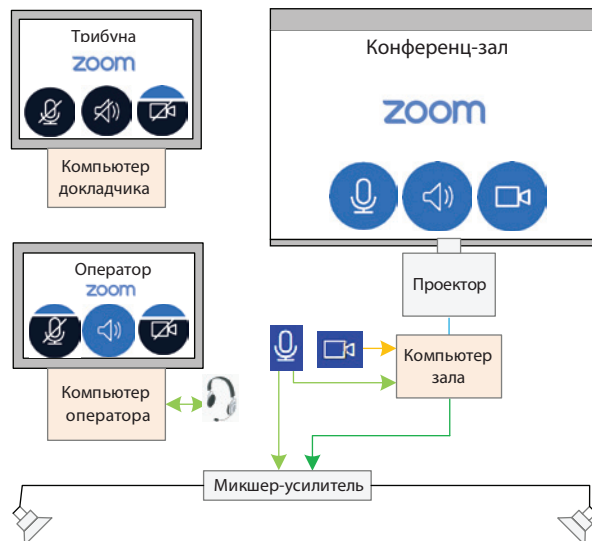 Трибуна
zoom
Компьютер
докладчика
Конференц-зал
zoom
Оператор
zoom
Компьютер
оператора
Проектор
Компьютер
зала
Микшер-усилитель